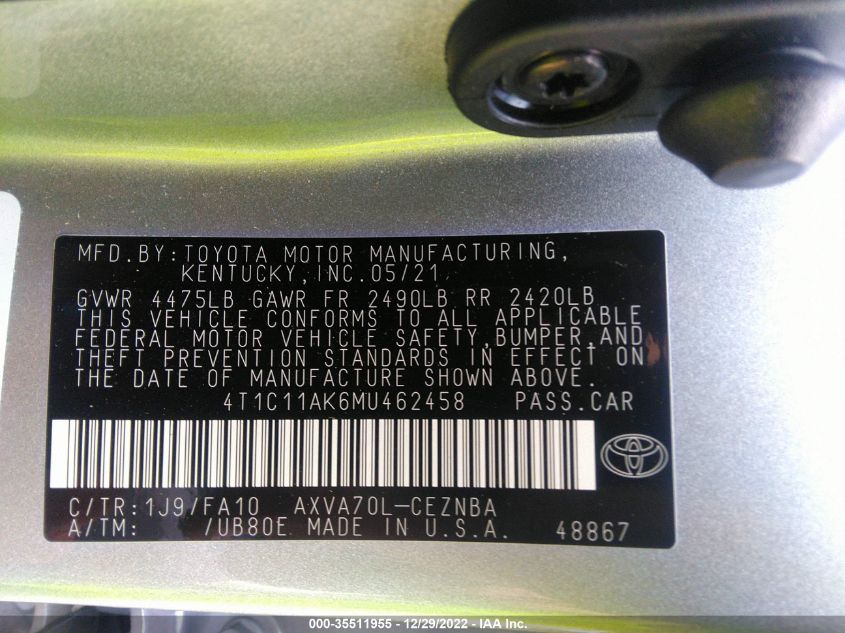 MFD. BY: TOYOTA MOTOR MANUFACTURING,
KENTUCKY, INC. 05/21
GVWR 4475LB GAWR FR 2490LB RR 2420LB
THIS VEHICLE CONFORMS TO ALL APPLICABLE
FEDERAL MOTOR VEHICLE SAFETY, BUMPER, AND
THEFT PREVENTION STANDARDS IN EFFECT ON
THE DATE OF MANUFACTURE SHOWN ABOVE.
4T1C11AK6MU462458 PASS. CAR
C/TR: 1J9/FA10 AXVA70L-CEZNBA
A/TM: /UB80E MADE IN U.S.A. 48867
000-35511955 - 12/29/2022 - IAA Inc.